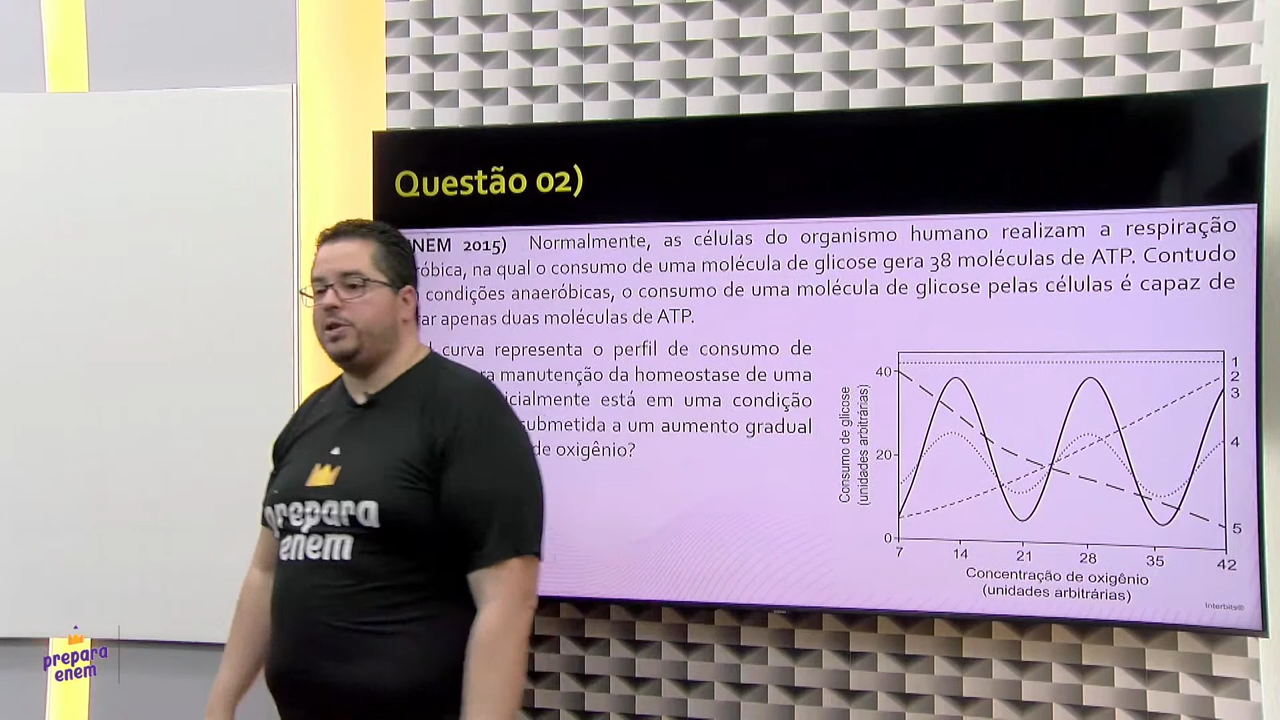 Questão 02)
NEM 2015) Normalmente, as células do organismo humano realizam a respiração
róbica, na qual o consumo de uma molécula de glicose gera 38 moléculas de ATP. Contudo
condições anaeróbicas, o consumo de uma molécula de glicose pelas células é capaz de
ar apenas duas moléculas de ATP.
curva representa o perfil de consumo de
manutenção da homeostase de uma
icialmente está em uma condição
submetida a um aumento gradual
de oxigênio?
Consumo de glicose
(unidades arbitrárias)
40
20
0
7 14 21 28 35 42
Concentração de oxigênio
(unidades arbitrárias)
1
2
3
4
5
Interbits®
prepara
enem
prepara
enem